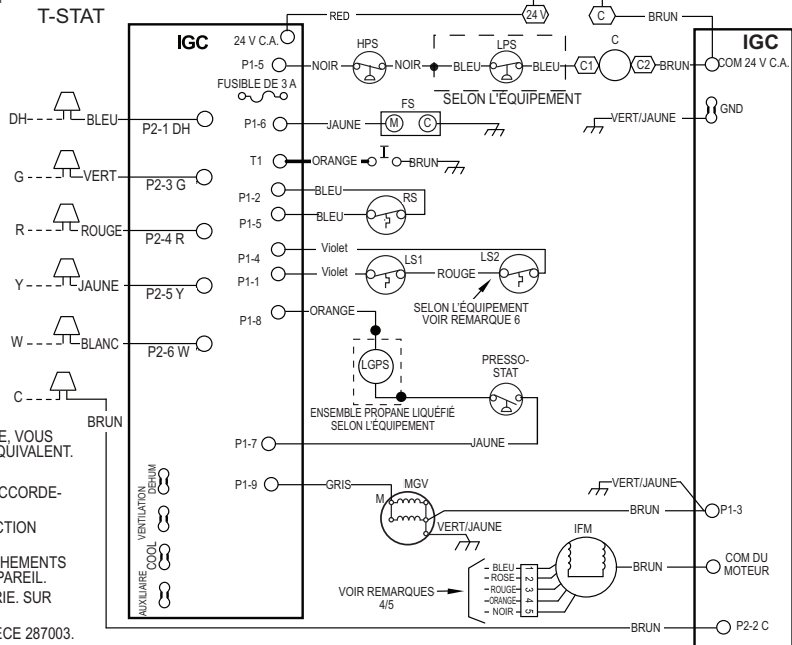 T-STAT
RED
24 V
C
BRUN
IGC
24 V C.A.
P1-5
FUSIBLE DE 3 A
NOIR
HPS
NOIR
BLEU
LPS
BLEU
C1
C
C2
BRUN
IGC
COM 24 V C.A.
SELON L'ÉQUIPEMENT
GND
VERT/JAUNE
DH
BLEU
P2-1 DH
P1-6
JAUNE
FS
M
C
T1
ORANGE
BRUN
G
VERT
P2-3 G
P1-2
BLEU
RS
P1-5
BLEU
R
ROUGE
P2-4 R
P1-4
Violet
P1-1
Violet
LS1
ROUGE
LS2
Y
JAUNE
P2-5 Y
SELON L'ÉQUIPEMENT
VOIR REMARQUE 6
P1-8
ORANGE
W
BLANC
P2-6 W
LGPS
PRESSO-
STAT
C
BRUN
ENSEMBLE PROPANE LIQUÉFIÉ
SELON L'ÉQUIPEMENT
E, VOUS
QUIVALENT.
P1-7
JAUNE
CCORDE-
CTION
HEMENTS
PAREIL.
RIE. SUR
ÈCE 287003.
DEHUM
VENTILATION
COOL
AUXILIAIRE
P1-9
GRIS
M
MGV
VERT/JAUNE
VERT/JAUNE
BRUN
P1-3
IFM
BLEU 1
ROSE 2
ROUGE 3
ORANGE 4
NOIR 5
VOIR REMARQUES
4/5
BRUN
COM DU
MOTEUR
BRUN
P2-2 C